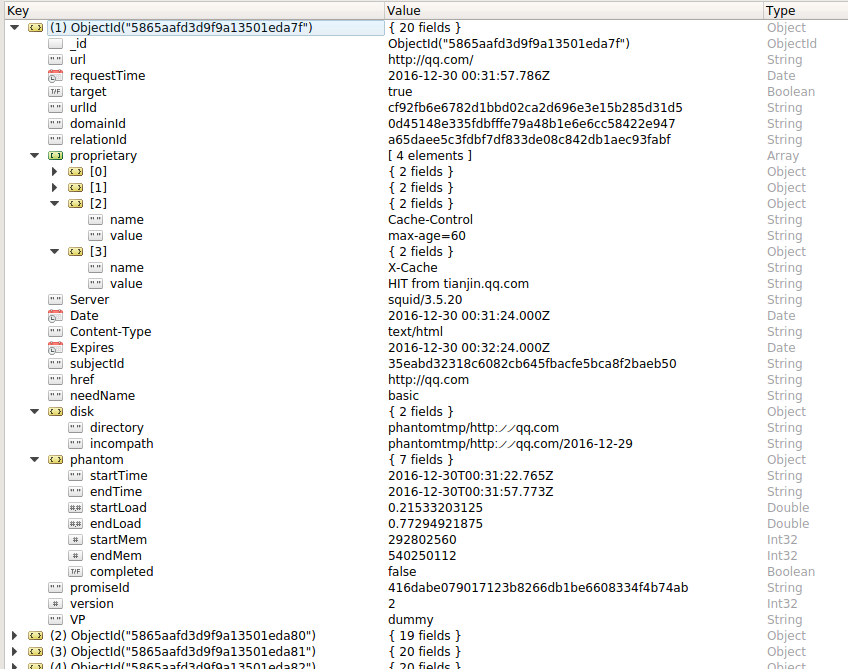 Key Value Type
(1) ObjectId("5865aafd3d9f9a13501eda7f") { 20 fields } Object
_id ObjectId("5865aafd3d9f9a13501eda7f") ObjectId
url http://qq.com/ String
requestTime 2016-12-30 00:31:57.786Z Date
target true Boolean
urlId cf92fb6e6782d1bbd02ca2d696e3e15b285d31d5 String
domainId 0d45148e335fdbfffe79a48b1e6e6cc58422e947 String
relationId a65daee5c3fdbf7df833de08c842db1aec93fabf String
proprietary [ 4 elements ] Array
[0] { 2 fields } Object
[1] { 2 fields } Object
[2] { 2 fields } Object
name Cache-Control String
value max-age=60 String
[3] { 2 fields } Object
name X-Cache String
value HIT from tianjin.qq.com String
Server squid/3.5.20 String
Date 2016-12-30 00:31:24.000Z Date
Content-Type text/html String
Expires 2016-12-30 00:32:24.000Z Date
subjectId 35eabd32318c6082cb645fbacfe5bca8f2baeb50 String
href http://qq.com String
needName basic String
disk { 2 fields } Object
directory phantomtmp/http:⟋⟋qq.com String
incompath phantomtmp/http:⟋⟋qq.com/2016-12-29 String
phantom { 7 fields } Object
startTime 2016-12-30T00:31:22.765Z String
endTime 2016-12-30T00:31:57.773Z String
startLoad 0.21533203125 Double
endLoad 0.77294921875 Double
startMem 292802560 Int32
endMem 540250112 Int32
completed false Boolean
promiseId 416dabe079017123b8266db1be6608334f4b74ab String
version 2 Int32
VP dummy String
(2) ObjectId("5865aafd3d9f9a13501eda80") { 19 fields } Object
(3) ObjectId("5865aafd3d9f9a13501eda81") { 20 fields } Object
(4) ObjectId("5865aafd3d9f9a13501eda82") { 20 fields } Object